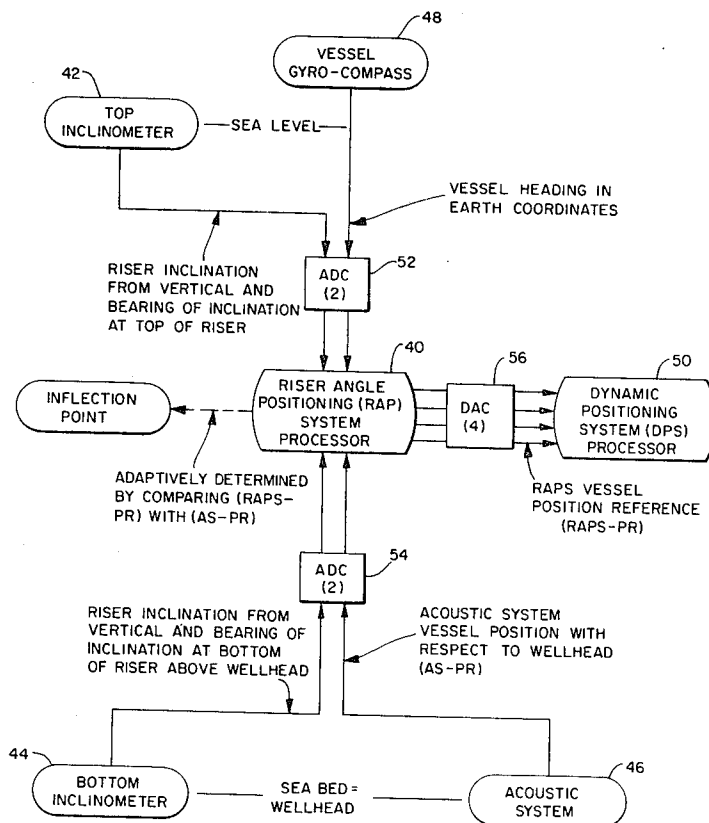 48
VESSEL
GYRO-COMPASS
42
TOP
INCLINOMETER
SEA LEVEL
VESSEL HEADING IN
EARTH COORDINATES
RISER INCLINATION
FROM VERTICAL AND
BEARING OF INCLINATION
AT TOP OF RISER
52
ADC
(2)
40
RISER ANGLE
POSITIONING (RAP)
SYSTEM
PROCESSOR
56
DAC
(4)
50
DYNAMIC
POSITIONING
SYSTEM (DPS)
PROCESSOR
INFLECTION
POINT
ADAPTIVELY DETERMINED
BY COMPARING (RAPS-
PR) WITH (AS-PR)
RAPS VESSEL
POSITION REFERENCE
(RAPS-PR)
54
ADC
(2)
RISER INCLINATION FROM
VERTICAL AND BEARING OF
INCLINATION AT BOTTOM
OF RISER ABOVE WELLHEAD
ACOUSTIC SYSTEM
VESSEL POSITION WITH
RESPECT TO WELLHEAD
(AS-PR)
44
BOTTOM
INCLINOMETER
SEA BED=
WELLHEAD
46
ACOUSTIC
SYSTEM